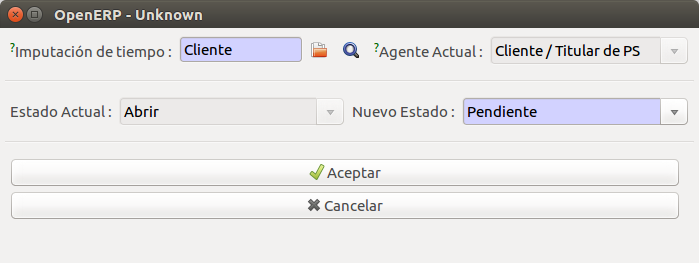 OpenERP - Unknown
?Imputación de tiempo : Cliente ?Agente Actual : Cliente / Titular de PS
Estado Actual : Abrir Nuevo Estado : Pendiente
Aceptar
Cancelar